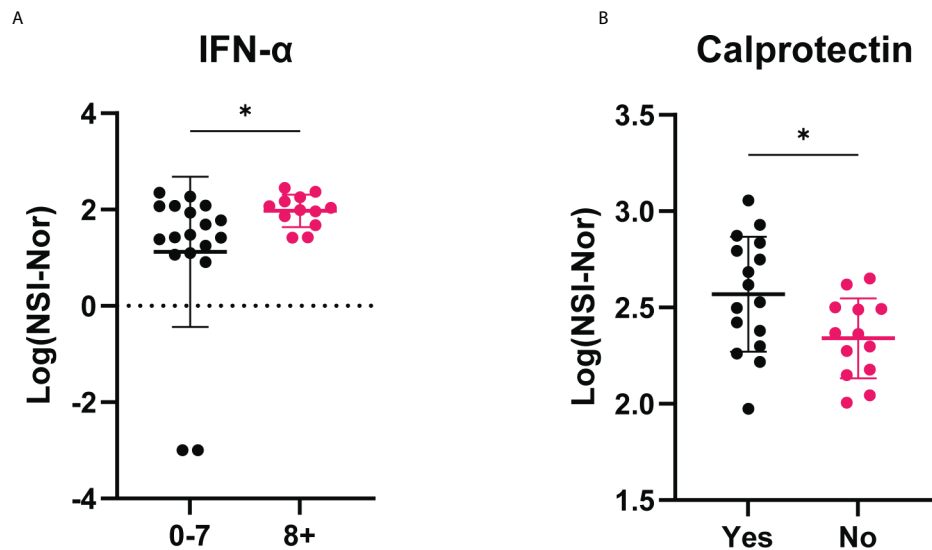 A
IFN-α
*
4
2
0
-2
-4
Log(NSI-Nor)
0-7
8+
B
Calprotectin
*
3.5
3.0
2.5
2.0
1.5
Log(NSI-Nor)
Yes
No